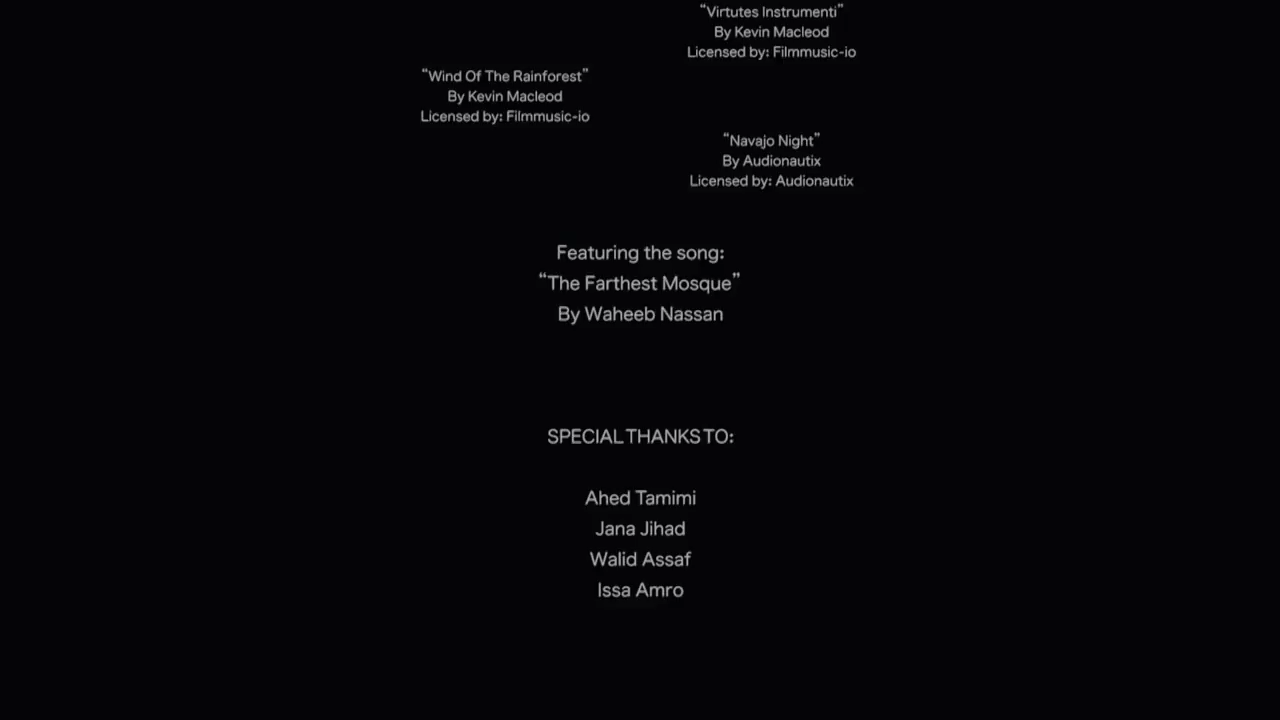 “Virtutes Instrumenti”
By Kevin Macleod
Licensed by: Filmmusic-io
“Wind Of The Rainforest”
By Kevin Macleod
Licensed by: Filmmusic-io
“Navajo Night”
By Audionautix
Licensed by: Audionautix
Featuring the song:
“The Farthest Mosque”
By Waheeb Nassan
SPECIAL THANKS TO:
Ahed Tamimi
Jana Jihad
Walid Assaf
Issa Amro